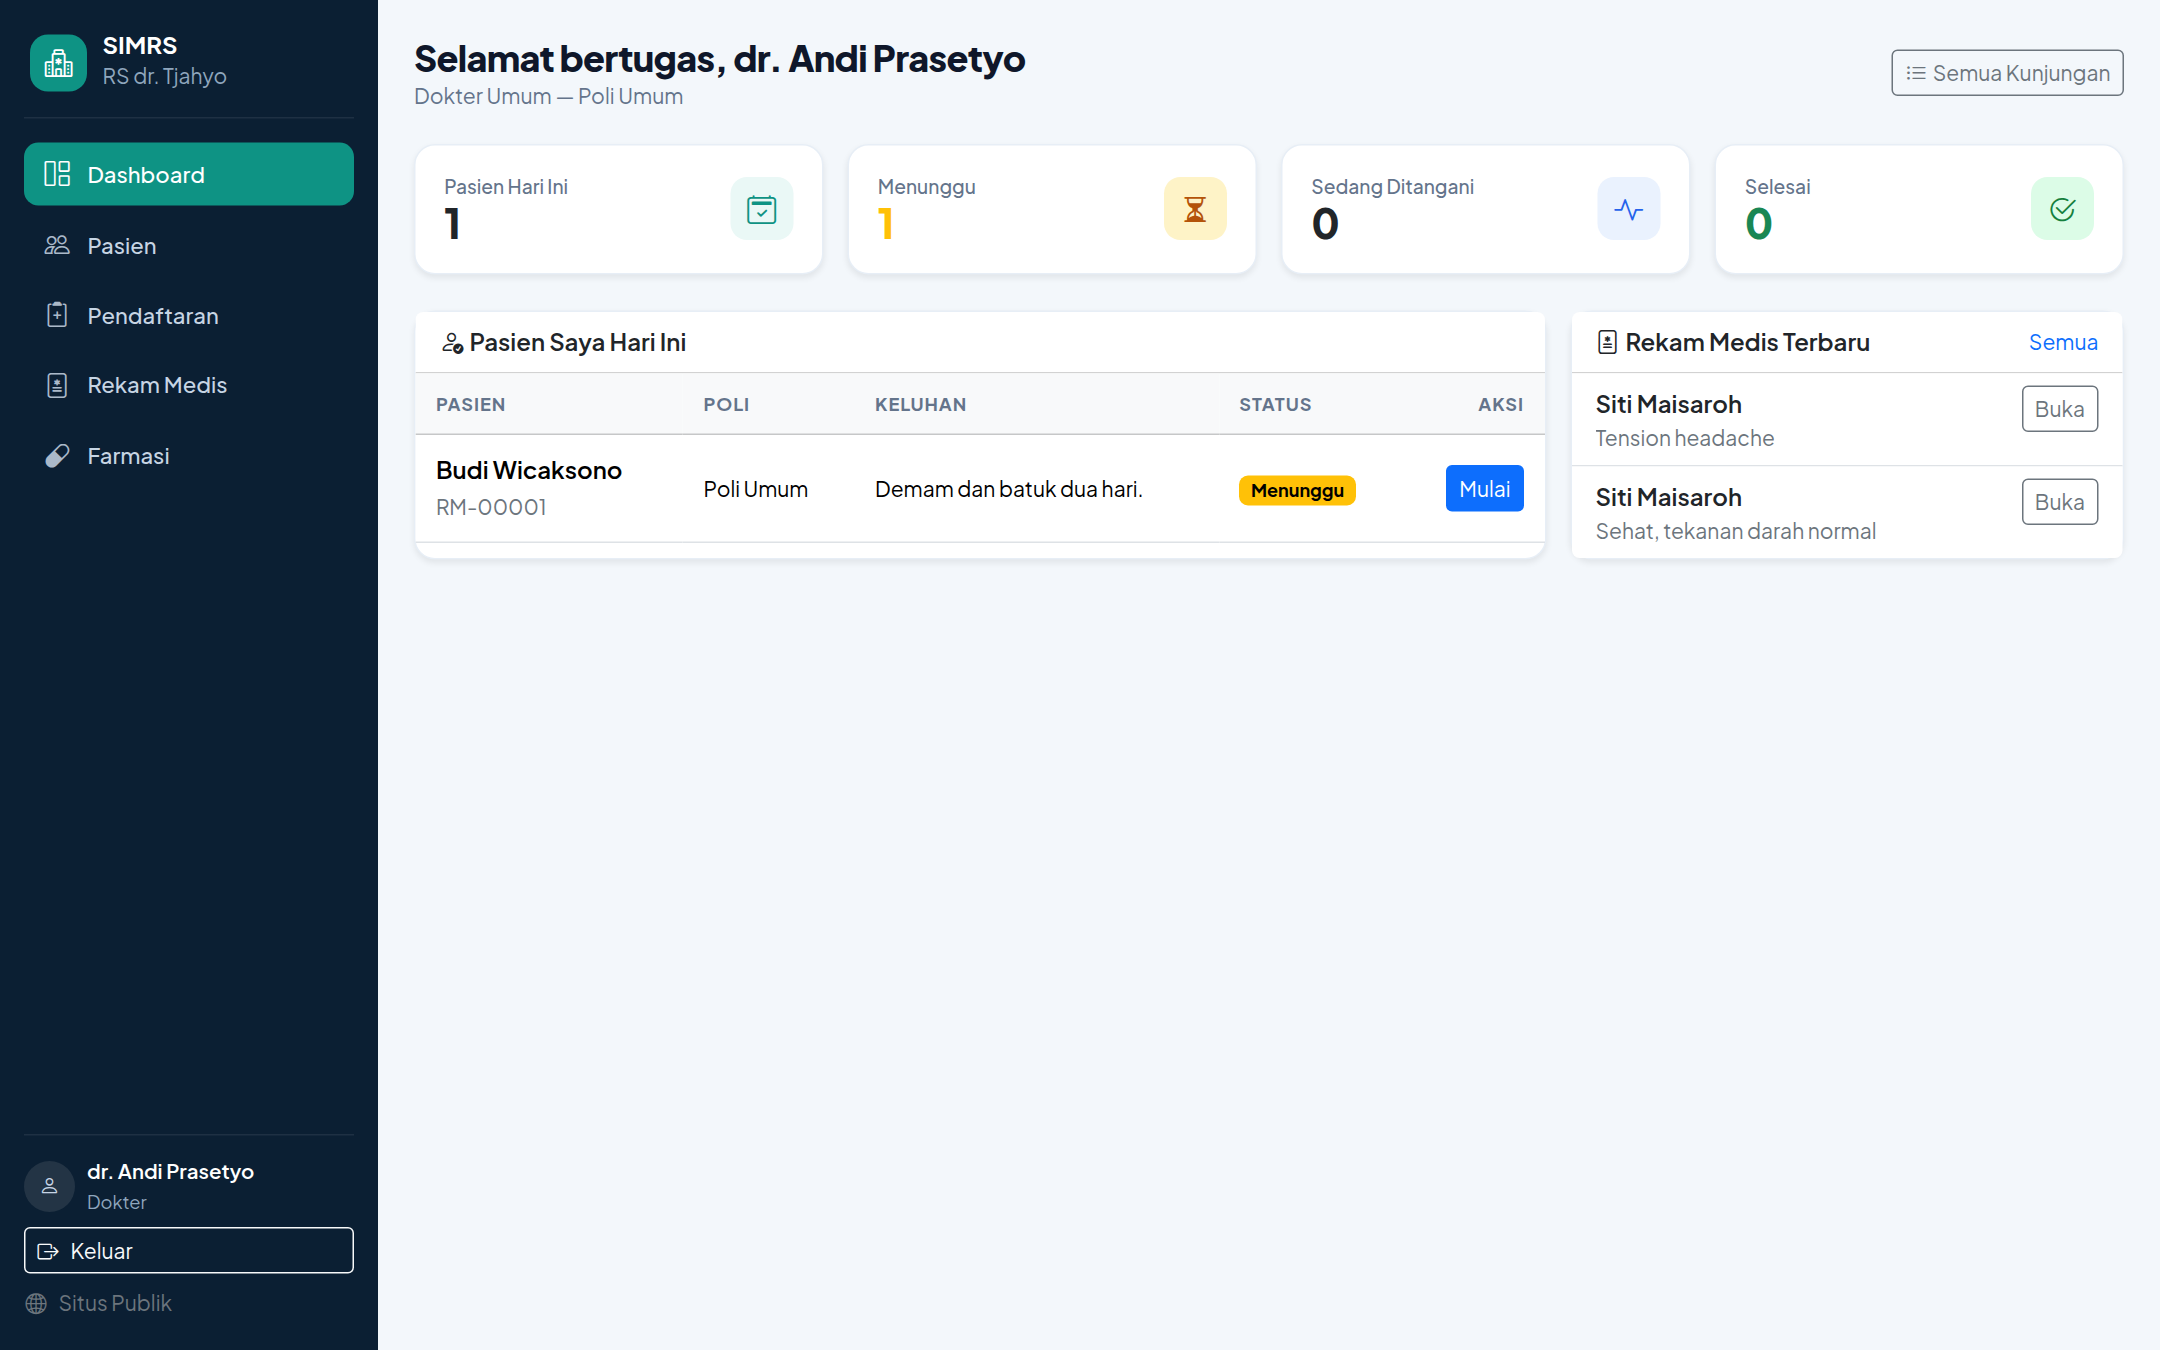 SIMRS
RS dr. Tjahyo
Dashboard
Pasien
Pendaftaran
Rekam Medis
Farmasi
dr. Andi Prasetyo
Dokter
Keluar
Situs Publik
Selamat bertugas, dr. Andi Prasetyo
Dokter Umum — Poli Umum
Semua Kunjungan
Pasien Hari Ini
1
Menunggu
1
Sedang Ditangani
0
Selesai
0
Pasien Saya Hari Ini
PASIEN POLI KELUHAN STATUS AKSI
Budi Wicaksono
RM-00001
Poli Umum
Demam dan batuk dua hari.
Menunggu
Mulai
Rekam Medis Terbaru
Semua
Siti Maisaroh
Tension headache
Buka
Siti Maisaroh
Sehat, tekanan darah normal
Buka